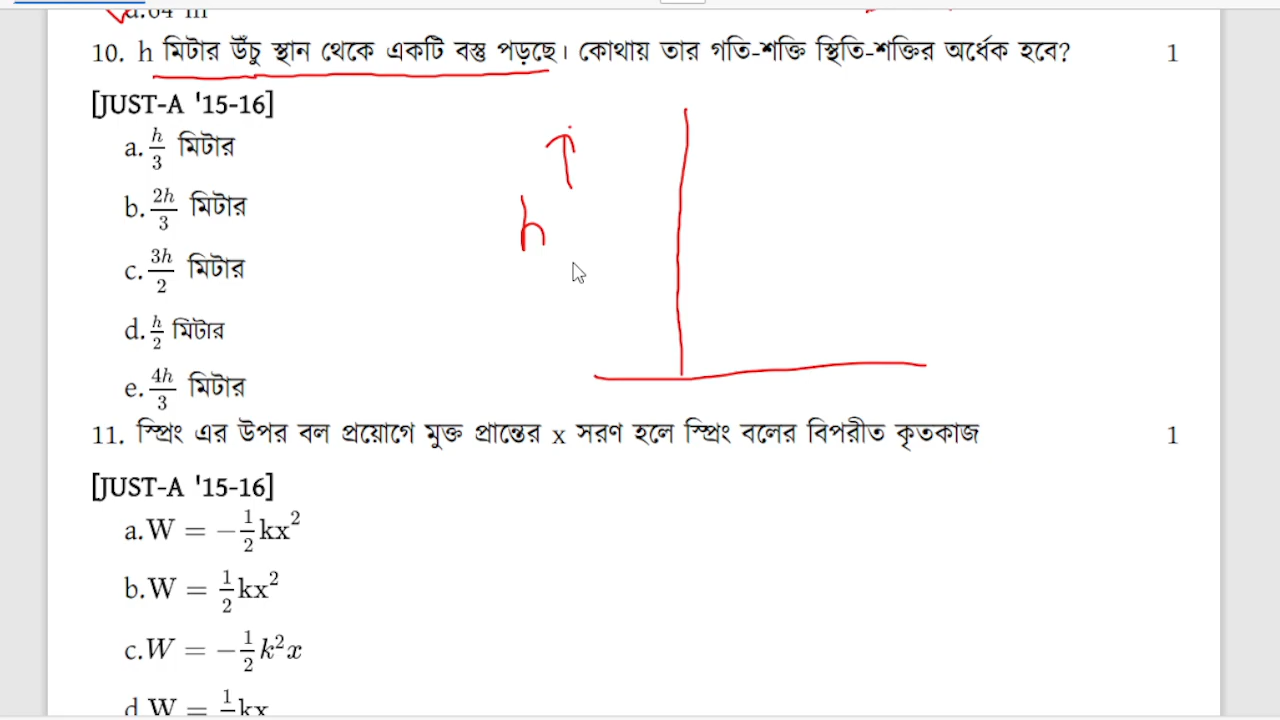 10. h মিটার উঁচু স্থান থেকে একটি বস্তু পড়ছে। কোথায় তার গতি-শক্তি স্থিতি-শক্তির অর্ধেক হবে? 1
[JUST-A '15-16]
a. h/3 মিটার
b. 2h/3 মিটার
c. 3h/2 মিটার
d. h/2 মিটার
e. 4h/3 মিটার
h
11. স্প্রিং এর উপর বল প্রয়োগে মুক্ত প্রান্তের x সরণ হলে স্প্রিং বলের বিপরীত কৃতকাজ 1
[JUST-A '15-16]
a.W = −1/2 kx²
b.W = 1/2 kx²
c.W = −1/2 k²x